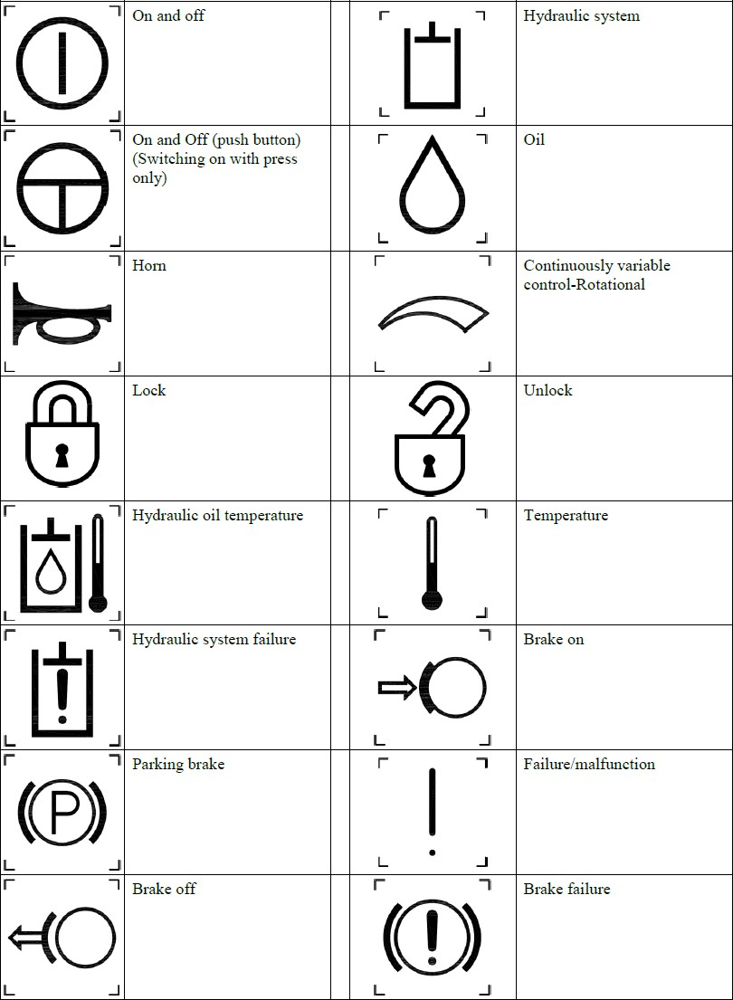 On and off
Hydraulic system
On and Off (push button)
(Switching on with press
only)
Oil
Horn
Continuously variable
control-Rotational
Lock
Unlock
Hydraulic oil temperature
Temperature
Hydraulic system failure
Brake on
Parking brake
P
Failure/malfunction
!
Brake off
Brake failure
!